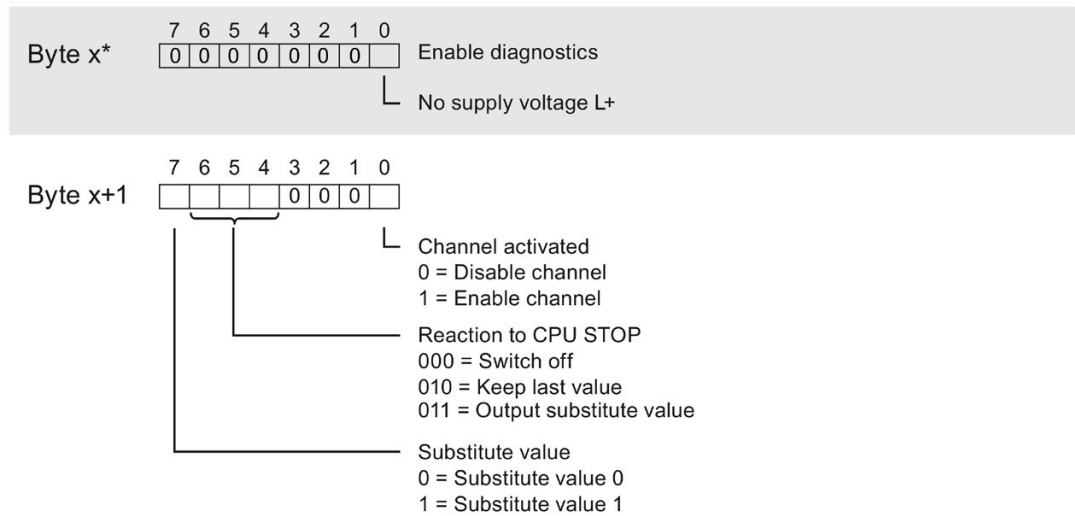 7 6 5 4 3 2 1 0
Byte x* 0 0 0 0 0 0 0 Enable diagnostics
No supply voltage L+
7 6 5 4 3 2 1 0
Byte x+1 0 0 0
Channel activated
0 = Disable channel
1 = Enable channel
Reaction to CPU STOP
000 = Switch off
010 = Keep last value
011 = Output substitute value
Substitute value
0 = Substitute value 0
1 = Substitute value 1